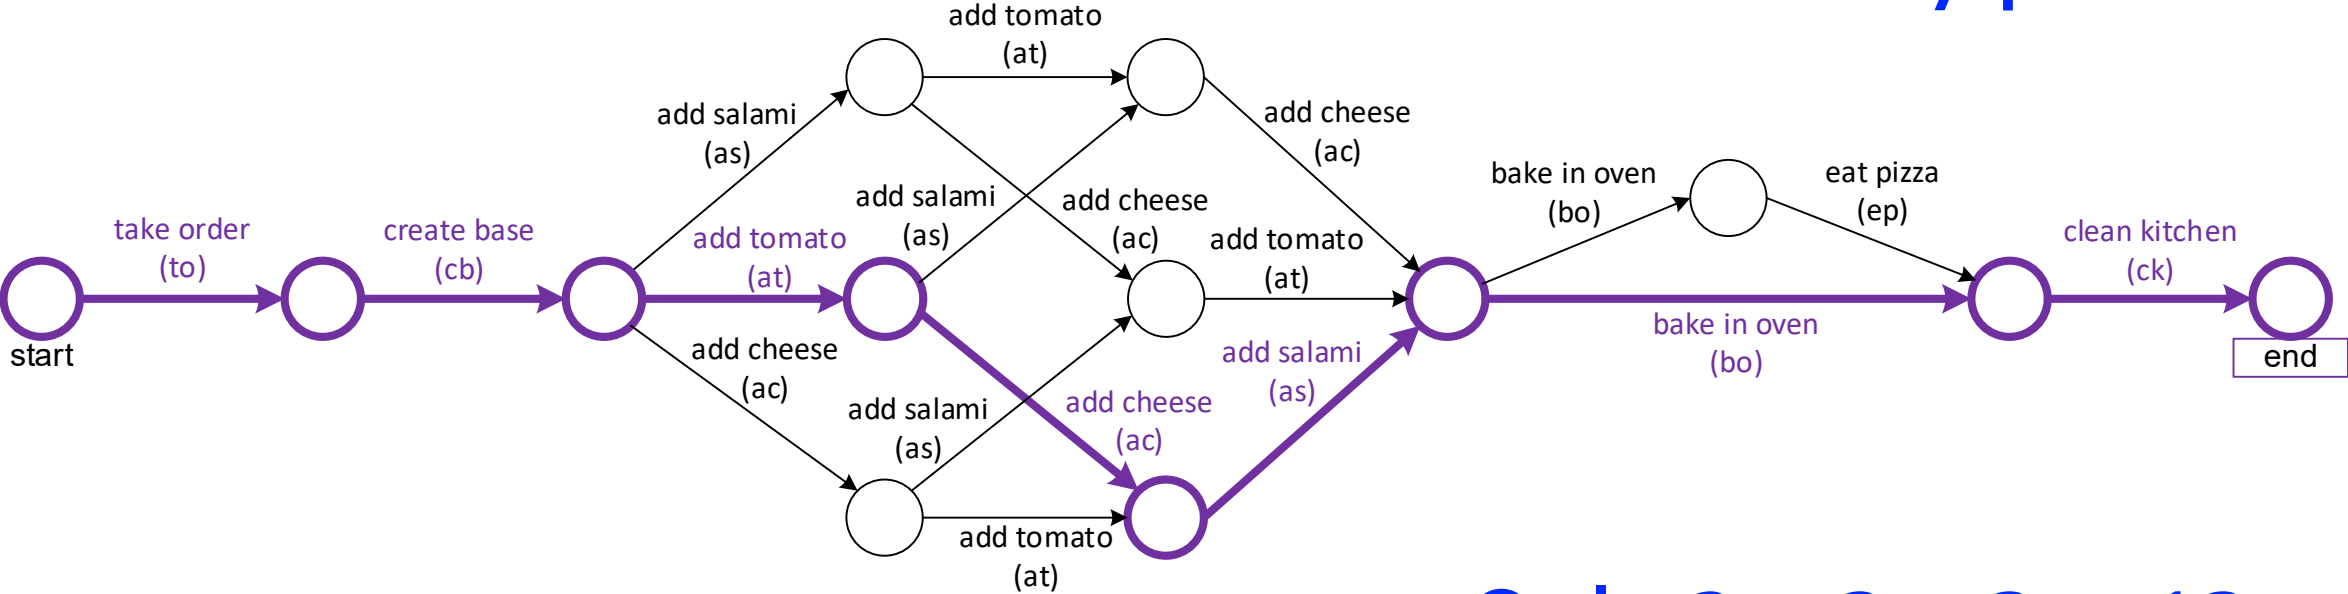 add tomato
(at)
add salami
(as)
add cheese
(ac)
bake in oven
(bo)
eat pizza
(ep)
add salami
(as)
add cheese
(ac)
take order
(to)
create base
(cb)
add tomato
(at)
add tomato
(at)
clean kitchen
(ck)
start
add cheese
(ac)
add salami
(as)
bake in oven
(bo)
end
add salami
(as)
add cheese
(ac)
add tomato
(at)